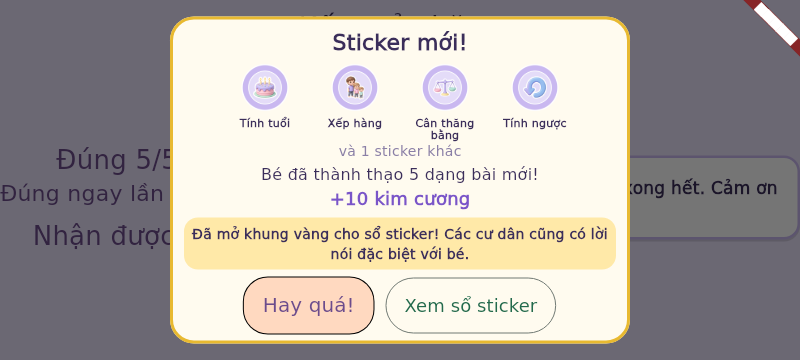 Sticker mới!
Tính tuổi
Xếp hàng
Cân thăng
bằng
Tính ngược
và 1 sticker khác
Bé đã thành thạo 5 dạng bài mới!
+10 kim cương
Đã mở khung vàng cho sổ sticker! Các cư dân cũng có lời
nói đặc biệt với bé.
Hay quá!
Xem sổ sticker
Đúng 5/5
Đúng ngay lần
Nhận được
xong hết. Cảm ơn